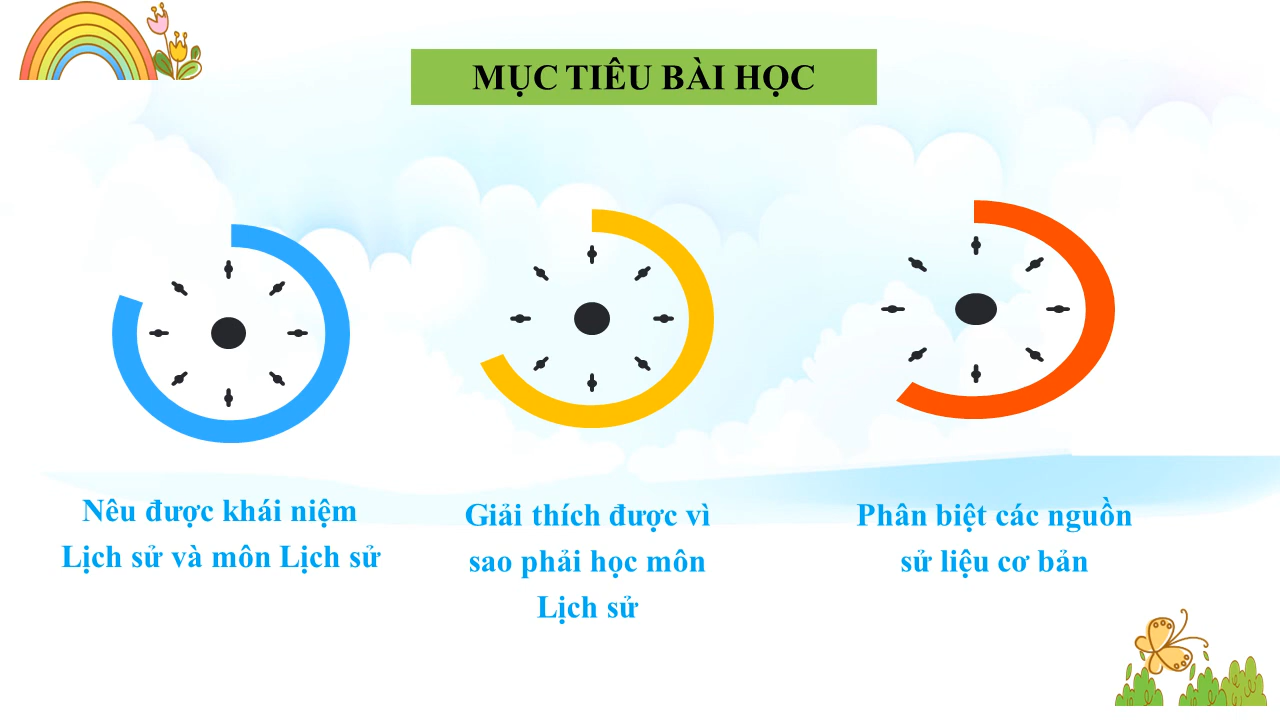 MỤC TIÊU BÀI HỌC
Nêu được khái niệm
Lịch sử và môn Lịch sử
Giải thích được vì
sao phải học môn
Lịch sử
Phân biệt các nguồn
sử liệu cơ bản